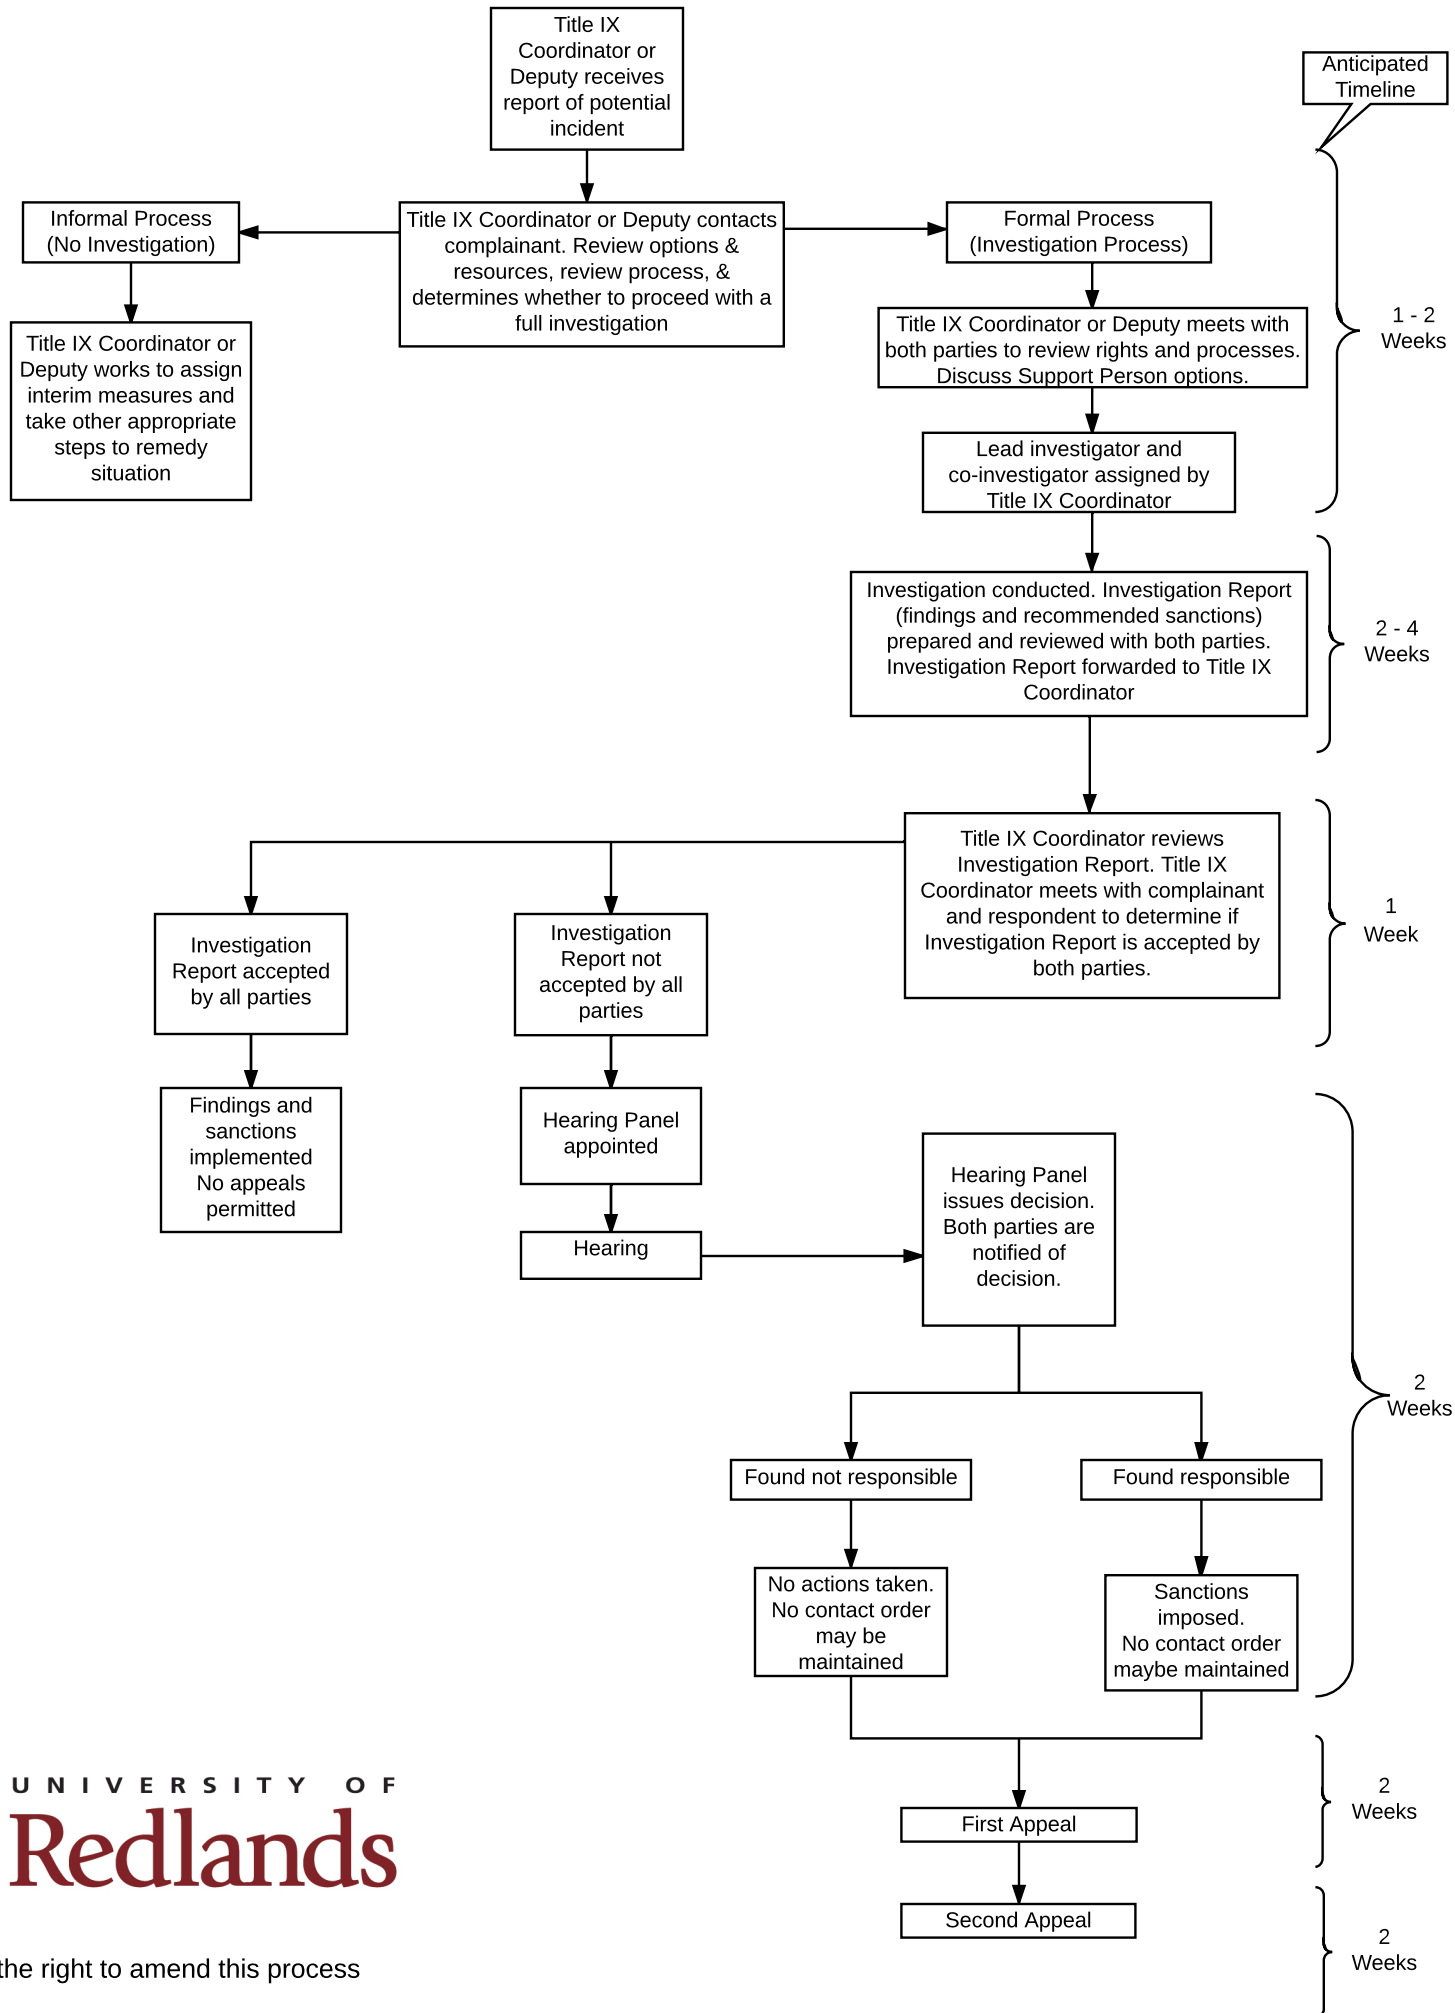 Title IX
Coordinator or
Deputy receives
report of potential
incident
Anticipated
Timeline
Informal Process
(No Investigation)
Title IX Coordinator or Deputy contacts
complainant. Review options &
resources, review process, &
determines whether to proceed with a
full investigation
Formal Process
(Investigation Process)
Title IX Coordinator or
Deputy works to assign
interim measures and
take other appropriate
steps to remedy
situation
Title IX Coordinator or Deputy meets with
both parties to review rights and processes.
Discuss Support Person options.
1 - 2
Weeks
Lead investigator and
co-investigator assigned by
Title IX Coordinator
Investigation conducted. Investigation Report
(findings and recommended sanctions)
prepared and reviewed with both parties.
Investigation Report forwarded to Title IX
Coordinator
2 - 4
Weeks
Title IX Coordinator reviews
Investigation Report. Title IX
Coordinator meets with complainant
and respondent to determine if
Investigation Report is accepted by
both parties.
1
Week
Investigation
Report accepted
by all parties
Investigation
Report not
accepted by all
parties
Findings and
sanctions
implemented
No appeals
permitted
Hearing Panel
appointed
Hearing
Hearing Panel
issues decision.
Both parties are
notified of
decision.
2
Weeks
Found not responsible
Found responsible
No actions taken.
No contact order
may be
maintained
Sanctions
imposed.
No contact order
maybe maintained
First Appeal
2
Weeks
Second Appeal
2
Weeks
UNIVERSITY OF
Redlands
the right to amend this process